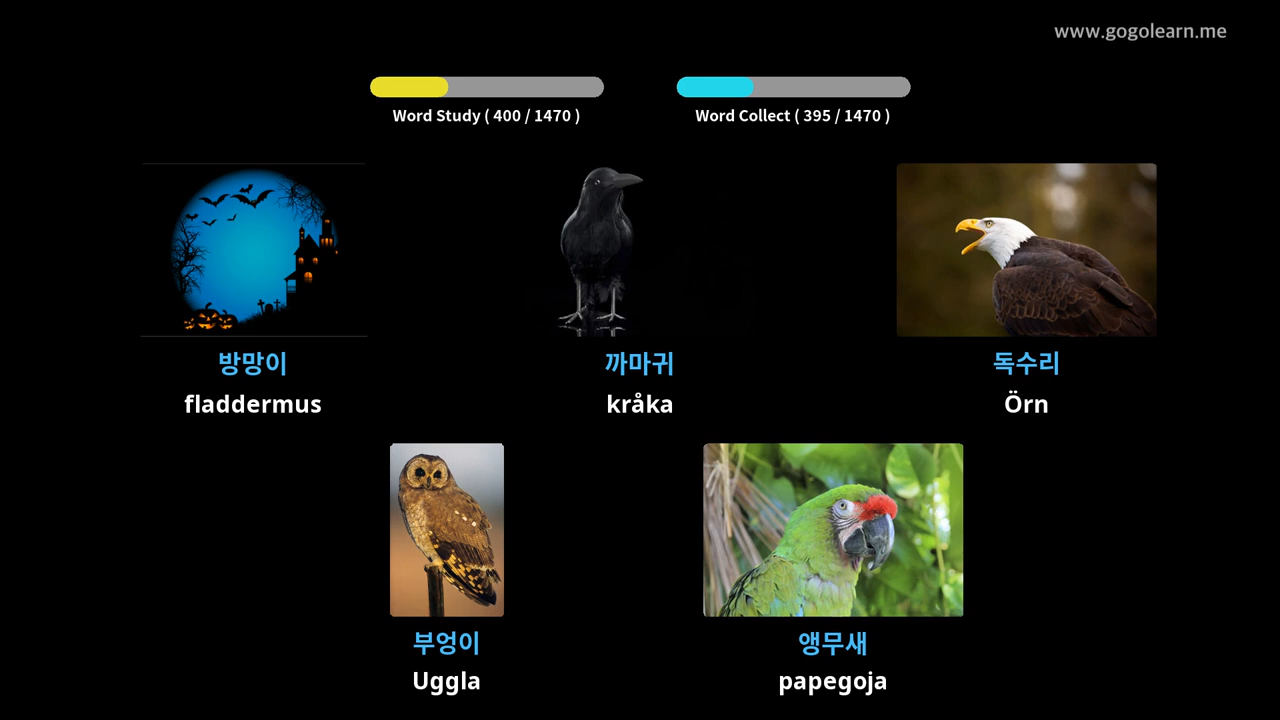 www.gogolearn.me
Word Study ( 400 / 1470 )
Word Collect ( 395 / 1470 )
방망이
까마귀
독수리
fladdermus
kråka
Örn
부엉이
앵무새
Uggla
papegoja